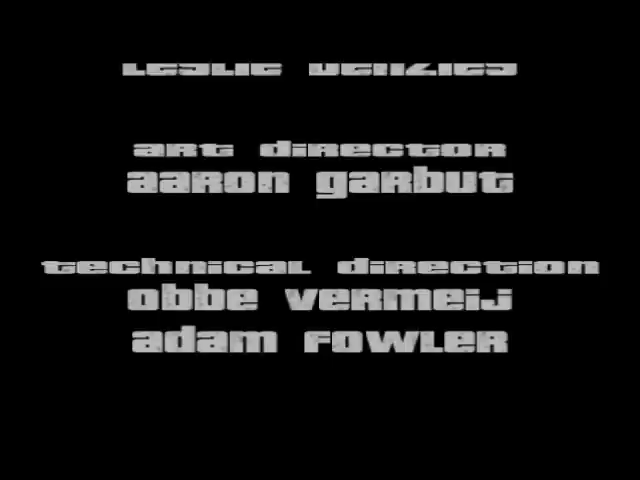 art director
aaron garbut
technical direction
obbe vermeij
adam fowler